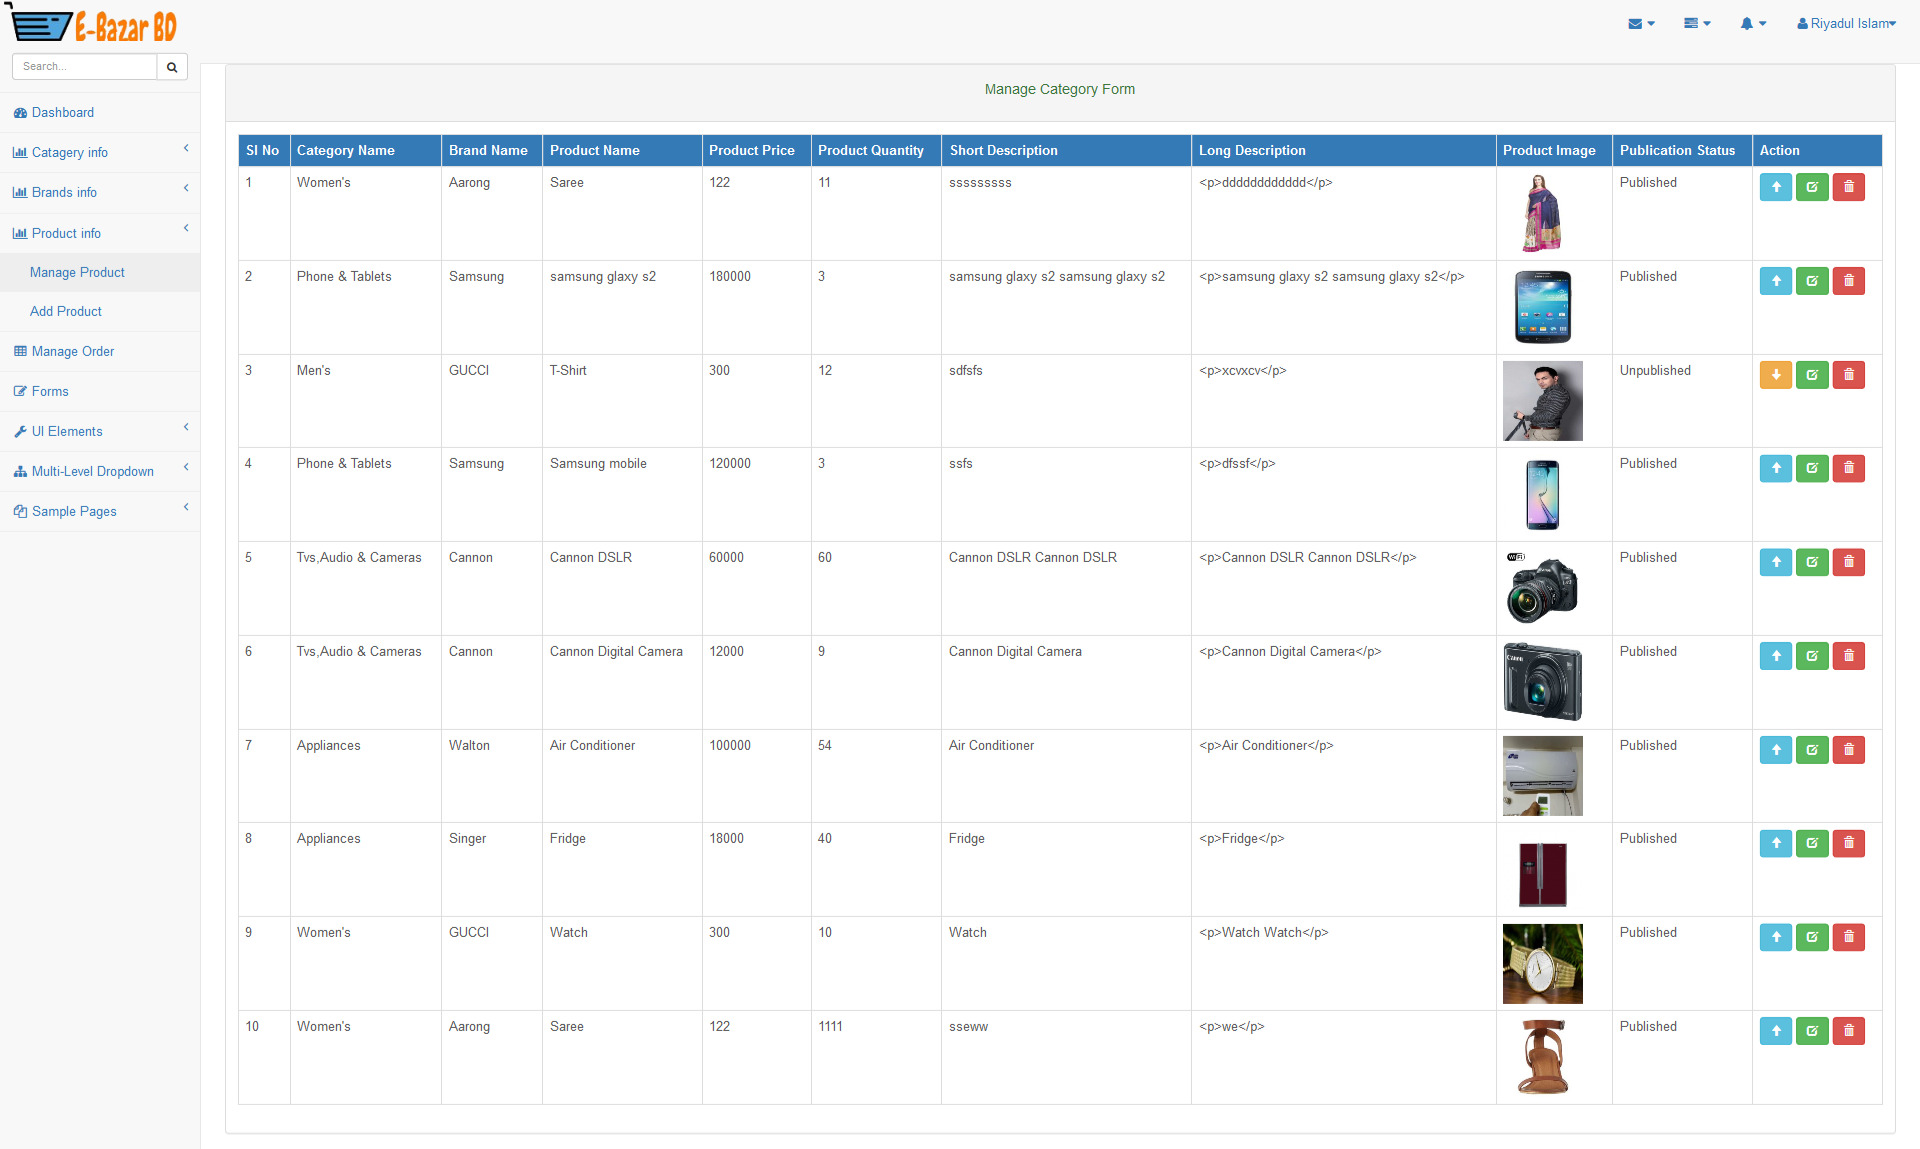 E-Bazar BD
Riyadul Islam
Search...
Dashboard
Catagery info
Brands info
Product info
Manage Product
Add Product
Manage Order
Forms
UI Elements
Multi-Level Dropdown
Sample Pages
Manage Category Form
Sl No Category Name Brand Name Product Name Product Price Product Quantity Short Description Long Description Product Image Publication Status Action
1 Women's Aarong Saree 122 11 sssssssss <p>dddddddddddd</p> Published
2 Phone & Tablets Samsung samsung glaxy s2 180000 3 samsung glaxy s2 samsung glaxy s2 <p>samsung glaxy s2 samsung glaxy s2</p> Published
3 Men's GUCCI T-Shirt 300 12 sdfsfs <p>xcvxcv</p> Unpublished
4 Phone & Tablets Samsung Samsung mobile 120000 3 ssfs <p>dfssf</p> Published
5 Tvs,Audio & Cameras Cannon Cannon DSLR 60000 60 Cannon DSLR Cannon DSLR <p>Cannon DSLR Cannon DSLR</p> WiFi Published
6 Tvs,Audio & Cameras Cannon Cannon Digital Camera 12000 9 Cannon Digital Camera <p>Cannon Digital Camera</p> Canon Published
7 Appliances Walton Air Conditioner 100000 54 Air Conditioner <p>Air Conditioner</p> Published
8 Appliances Singer Fridge 18000 40 Fridge <p>Fridge</p> Published
9 Women's GUCCI Watch 300 10 Watch <p>Watch Watch</p> Published
10 Women's Aarong Saree 122 1111 sseww <p>we</p> Published